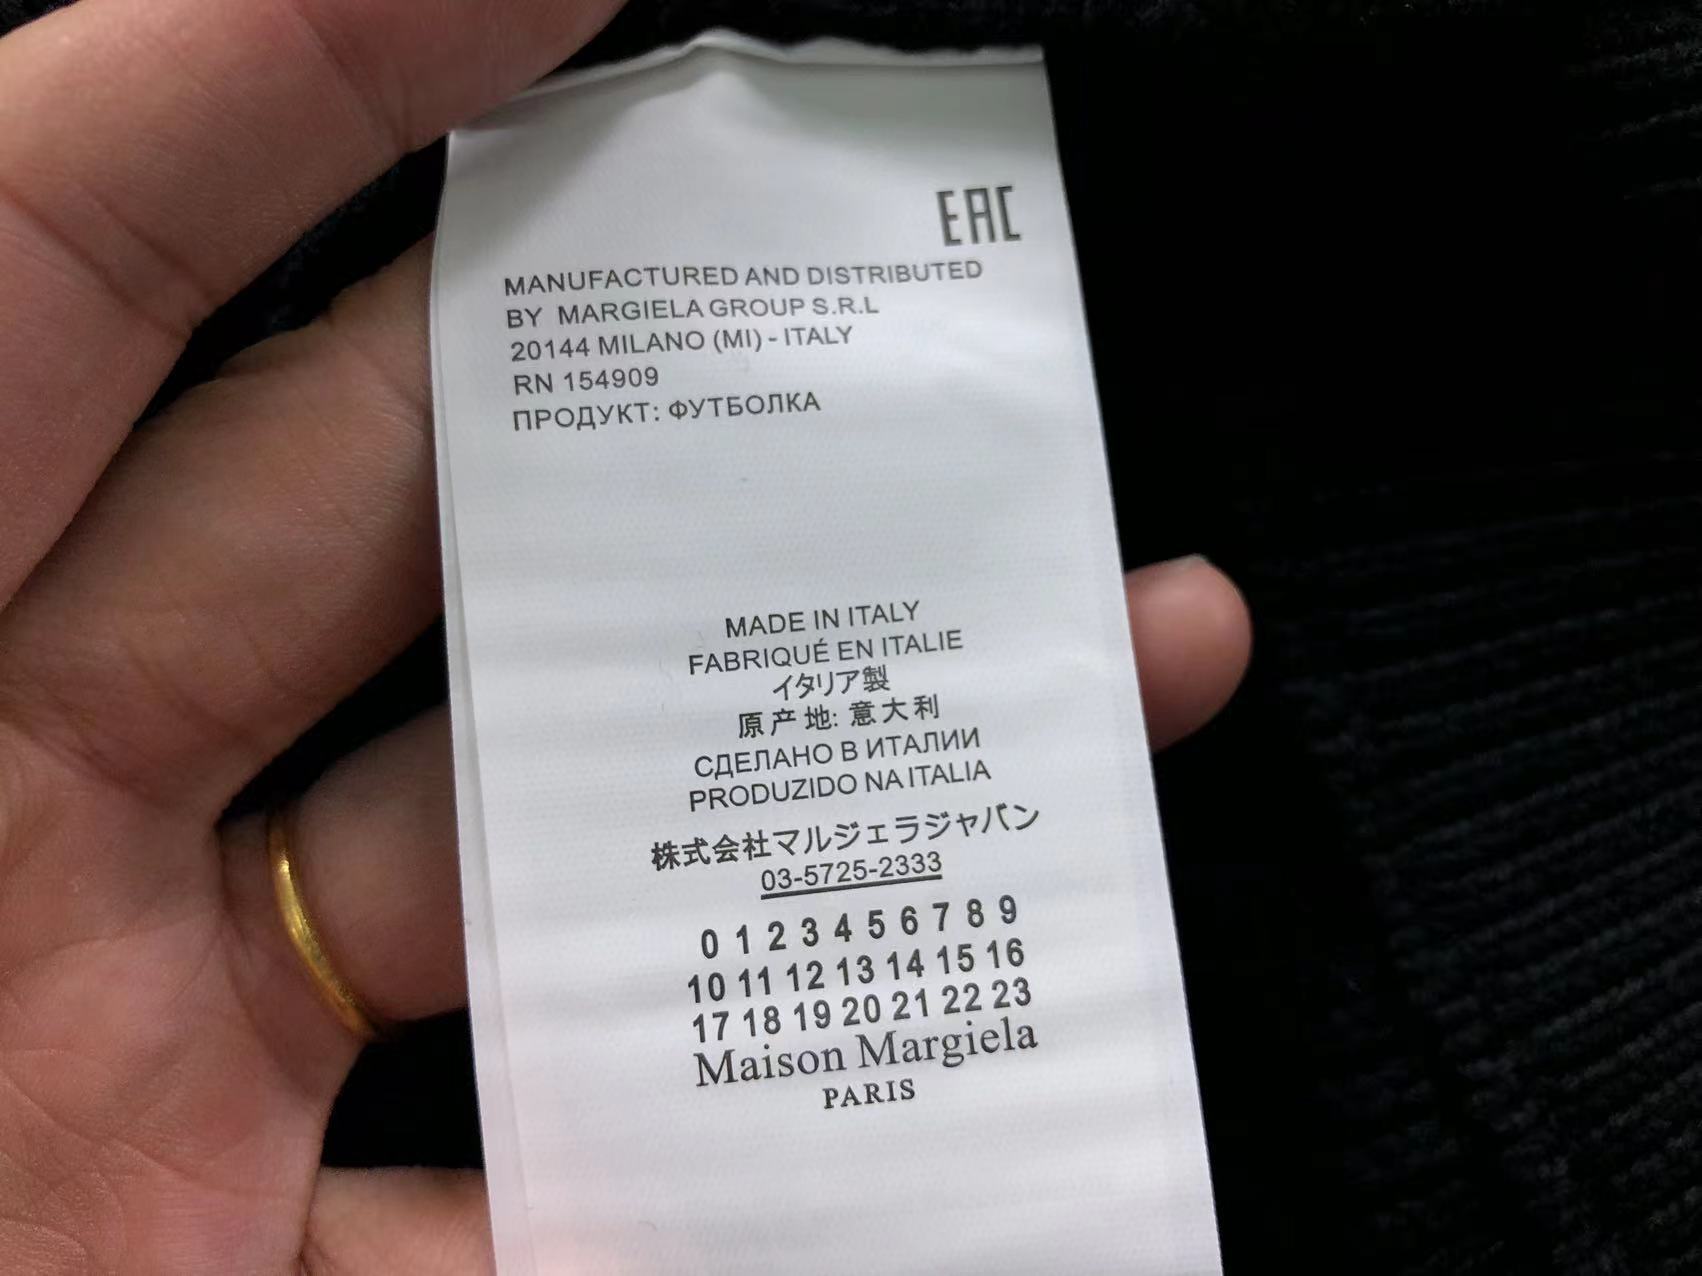 EAC
MANUFACTURED AND DISTRIBUTED
BY MARGIELA GROUP S.R.L
20144 MILANO (MI) - ITALY
RN 154909
ПРОДУКТ: ФУТБОЛКА
MADE IN ITALY
FABRIQUÉ EN ITALIE
イタリア製
原产地: 意大利
СДЕЛАНО В ИТАЛИИ
PRODUZIDO NA ITALIA
株式会社マルジェラジャパン
03-5725-2333
0 1 2 3 4 5 6 7 8 9
10 11 12 13 14 15 16
17 18 19 20 21 22 23
Maison Margiela
PARIS